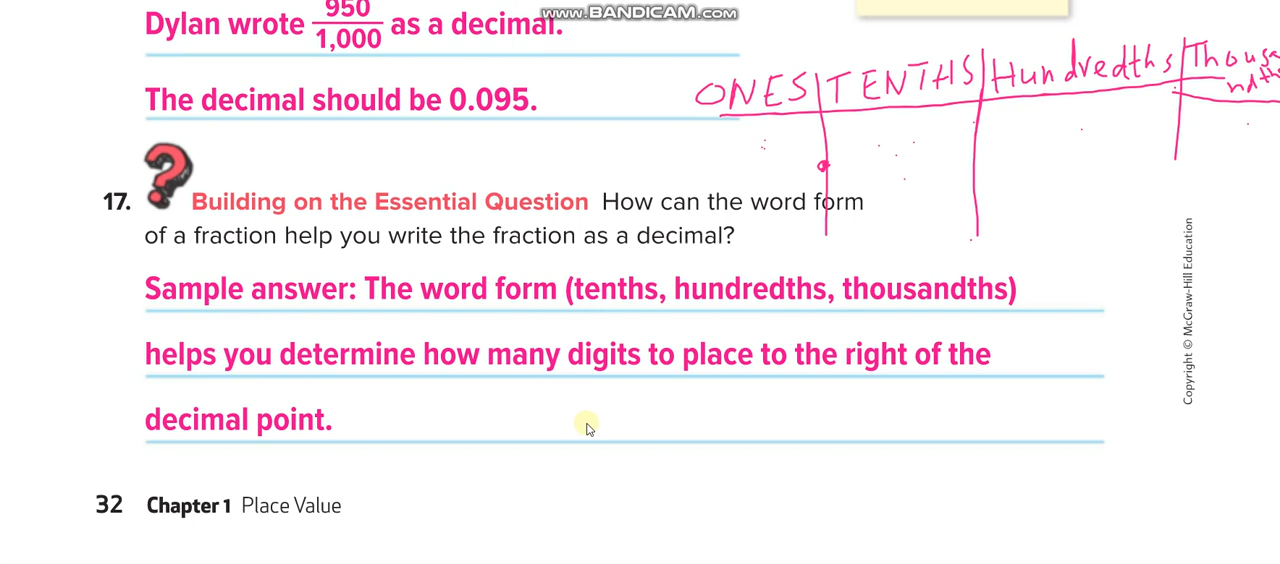 www.BANDICAM.com
Dylan wrote 950/1,000 as a decimal.
The decimal should be 0.095.
ONES TENTHS Hundredths Thousandths
17. Building on the Essential Question How can the word form
of a fraction help you write the fraction as a decimal?
Sample answer: The word form (tenths, hundredths, thousandths)
helps you determine how many digits to place to the right of the
decimal point.
32 Chapter 1 Place Value
Copyright © McGraw-Hill Education